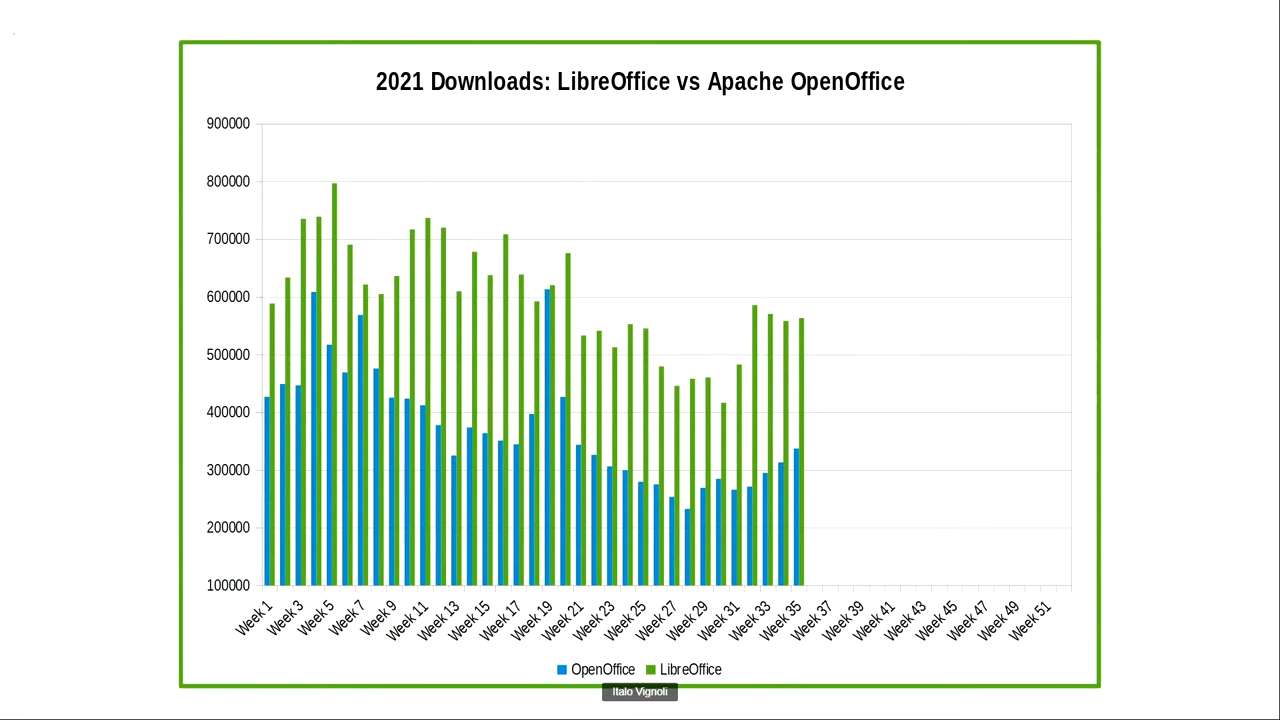 2021 Downloads: LibreOffice vs Apache OpenOffice
900000
800000
700000
600000
500000
400000
300000
200000
100000
Week 1
Week 3
Week 5
Week 7
Week 9
Week 11
Week 13
Week 15
Week 17
Week 19
Week 21
Week 23
Week 25
Week 27
Week 29
Week 31
Week 33
Week 35
Week 37
Week 39
Week 41
Week 43
Week 45
Week 47
Week 49
Week 51
OpenOffice LibreOffice
Italo Vignoli